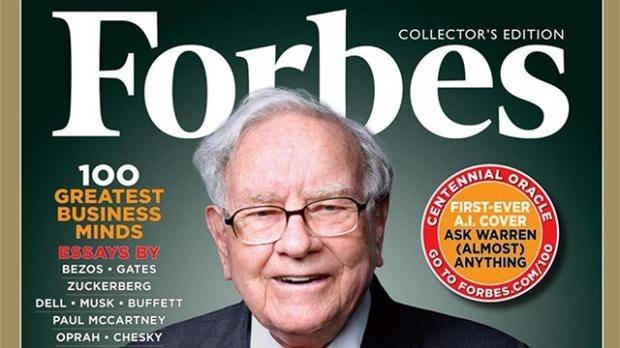 Forbes
COLLECTOR'S EDITION
100
GREATEST
BUSINESS
MINDS
ESSAYS BY
BEZOS • GATES
ZUCKERBERG
DELL • MUSK • BUFFETT
PAUL MCCARTNEY
OPRAH • CHESKY
CENTENNIAL ORACLE
FIRST-EVER
A.I. COVER
ASK WARREN
(ALMOST)
ANYTHING
GO TO FORBES.COM/100